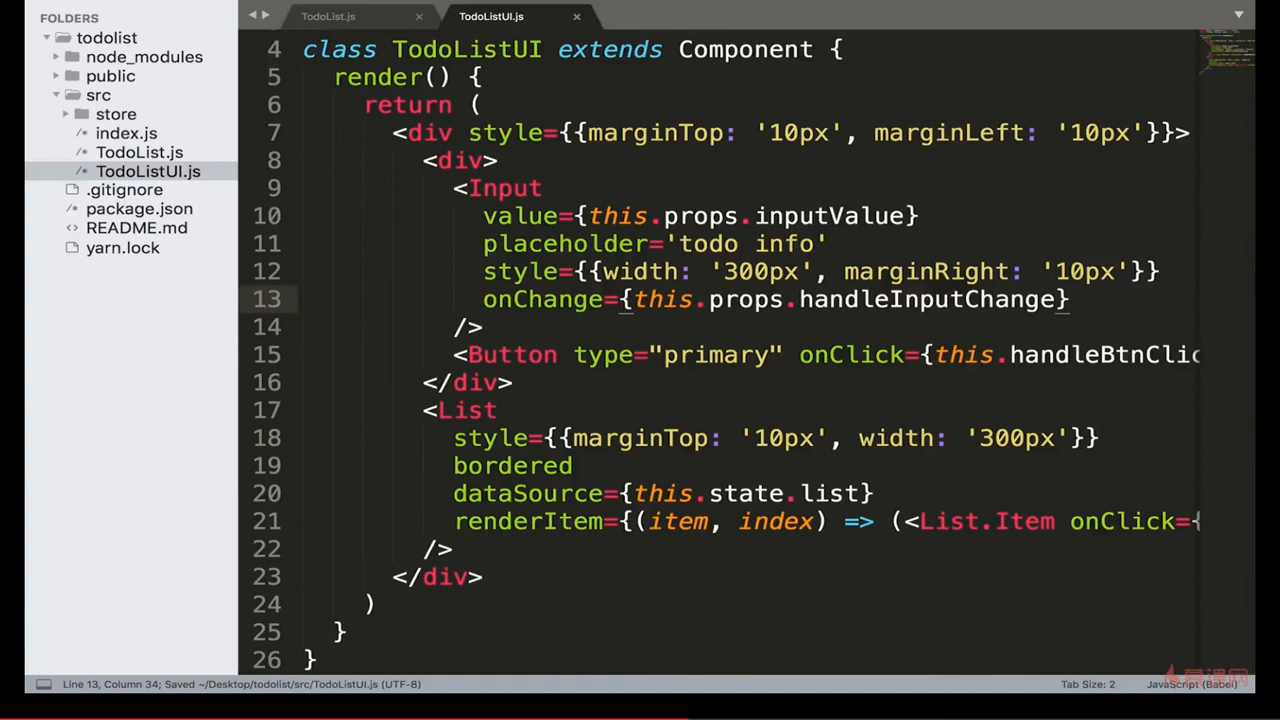 FOLDERS
todolist
node_modules
public
src
store
index.js
TodoList.js
TodoListUI.js
.gitignore
package.json
README.md
yarn.lock
TodoList.js
TodoListUI.js
4 class TodoListUI extends Component {
5 render() {
6 return (
7 <div style={{marginTop: '10px', marginLeft: '10px'}}>
8 <div>
9 <Input
10 value={this.props.inputValue}
11 placeholder='todo info'
12 style={{width: '300px', marginRight: '10px'}}
13 onChange={this.props.handleInputChange}
14 />
15 <Button type="primary" onClick={this.handleBtnClic
16 </div>
17 <List
18 style={{marginTop: '10px', width: '300px'}}
19 bordered
20 dataSource={this.state.list}
21 renderItem={(item, index) => (<List.Item onClick={
22 />
23 </div>
24 )
25 }
26 }
慕课网
Line 13, Column 34; Saved ~/Desktop/todolist/src/TodoListUI.js (UTF-8)
Tab Size: 2
JavaScript (Babel)